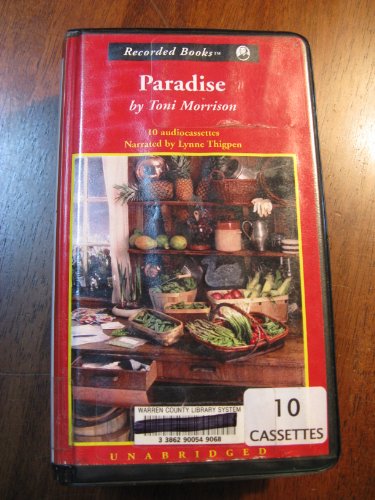 Recorded Books™
Paradise
by Toni Morrison
10 audiocassettes
Narrated by Lynne Thigpen
WARREN COUNTY LIBRARY SYSTEM
3 3862 90054 9068
10
CASSETTES
UNABRIDGED